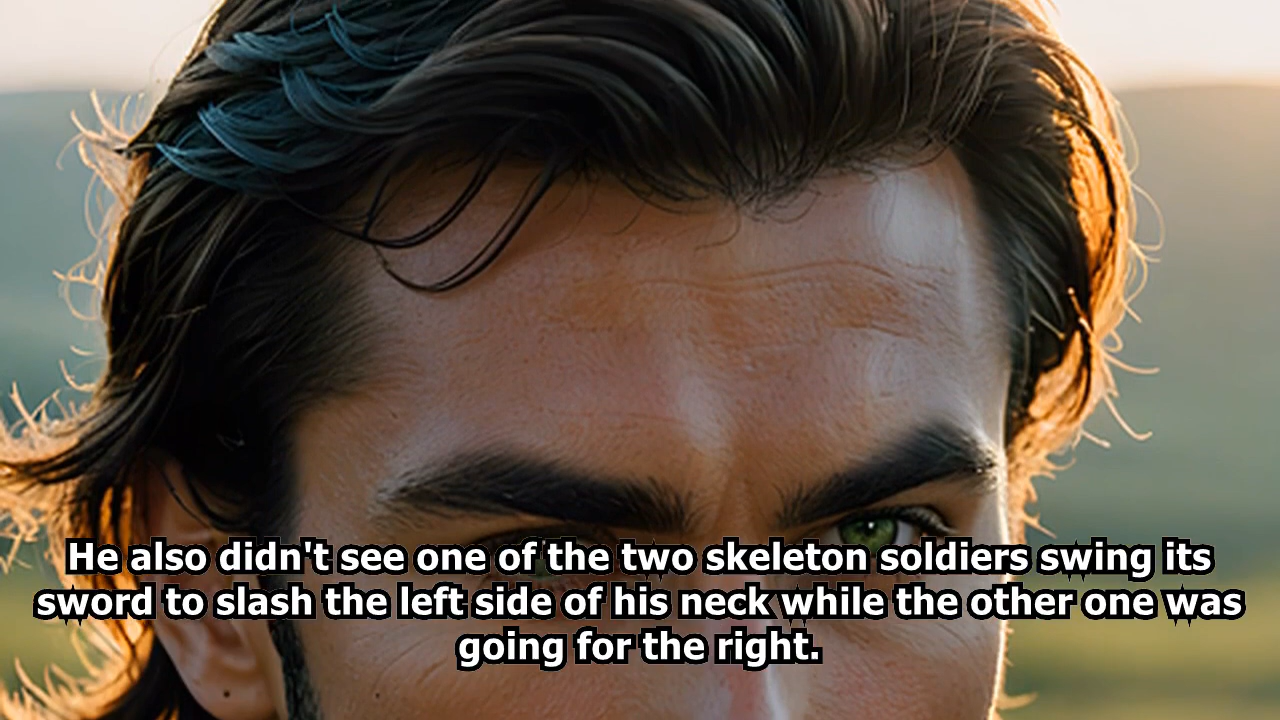 He also didn't see one of the two skeleton soldiers swing its
sword to slash the left side of his neck while the other one was
going for the right.